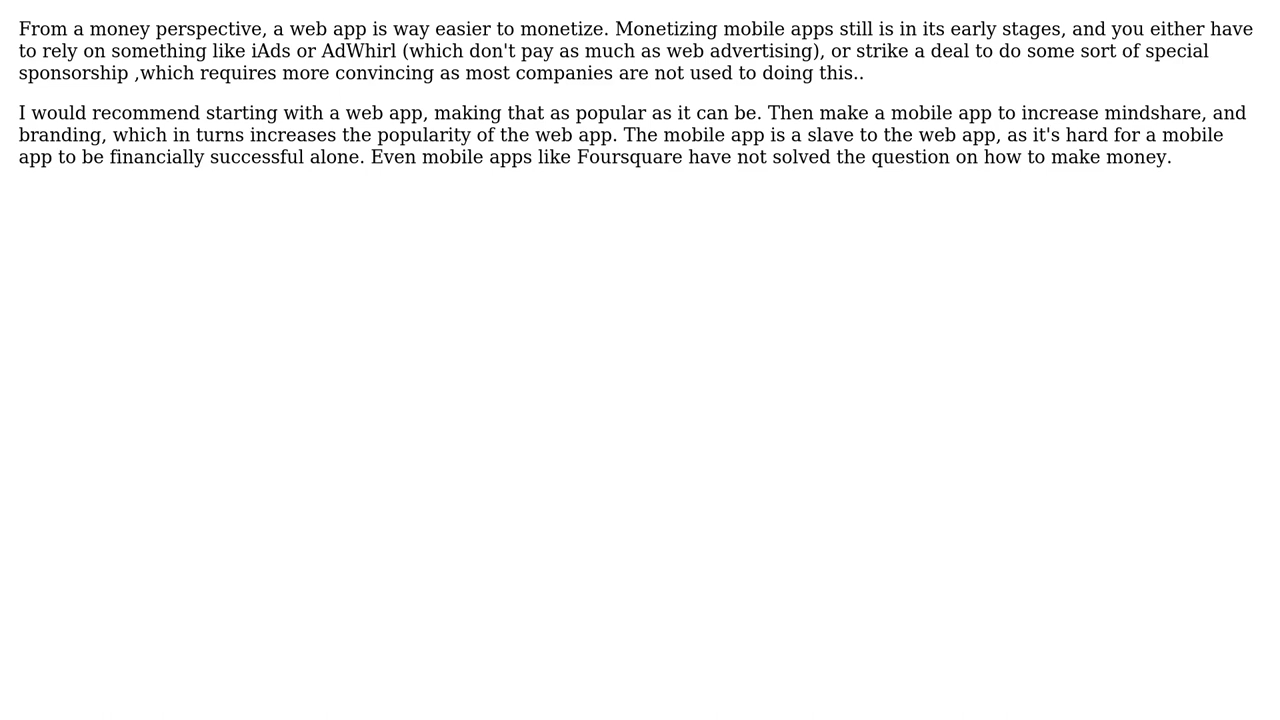 From a money perspective, a web app is way easier to monetize. Monetizing mobile apps still is in its early stages, and you either have
to rely on something like iAds or AdWhirl (which don't pay as much as web advertising), or strike a deal to do some sort of special
sponsorship ,which requires more convincing as most companies are not used to doing this..
I would recommend starting with a web app, making that as popular as it can be. Then make a mobile app to increase mindshare, and
branding, which in turns increases the popularity of the web app. The mobile app is a slave to the web app, as it's hard for a mobile
app to be financially successful alone. Even mobile apps like Foursquare have not solved the question on how to make money.